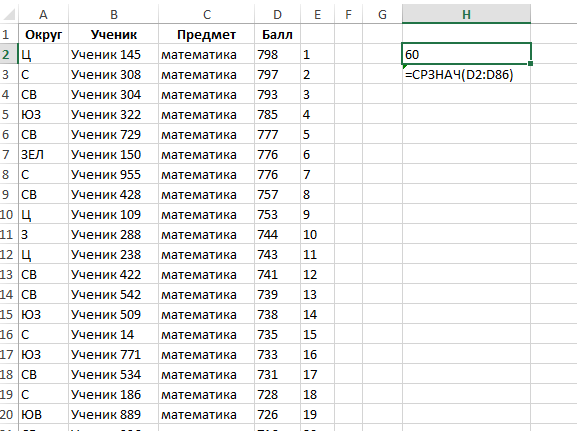 A B C D E F G H
1 Округ Ученик Предмет Балл
2 Ц Ученик 145 математика 798 1 60
3 С Ученик 308 математика 797 2 =СРЗНАЧ(D2:D86)
4 СВ Ученик 304 математика 793 3
5 ЮЗ Ученик 322 математика 785 4
6 СВ Ученик 729 математика 777 5
7 ЗЕЛ Ученик 150 математика 776 6
8 С Ученик 955 математика 776 7
9 СВ Ученик 428 математика 757 8
10 Ц Ученик 109 математика 753 9
11 З Ученик 288 математика 744 10
12 Ц Ученик 238 математика 743 11
13 СВ Ученик 422 математика 741 12
14 СВ Ученик 542 математика 739 13
15 ЮЗ Ученик 509 математика 738 14
16 С Ученик 14 математика 735 15
17 ЮЗ Ученик 771 математика 733 16
18 СВ Ученик 534 математика 731 17
19 С Ученик 186 математика 728 18
20 ЮВ Ученик 889 математика 726 19